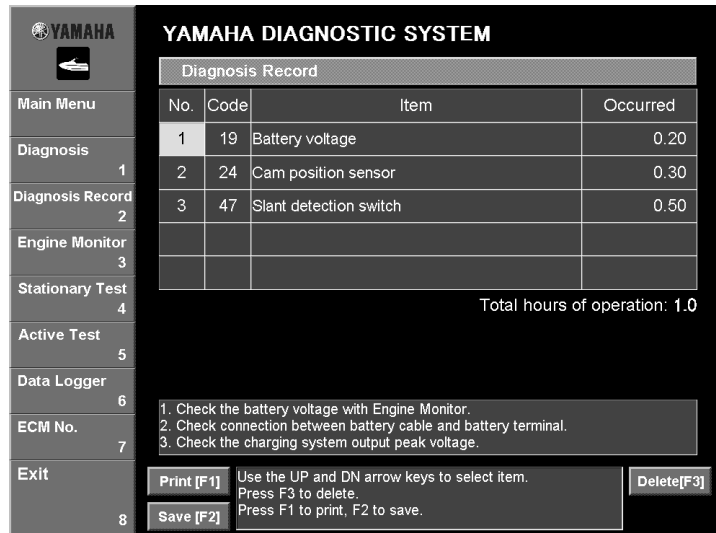 YAMAHA
YAMAHA DIAGNOSTIC SYSTEM
Diagnosis Record
Main Menu
Diagnosis
1
Diagnosis Record
2
Engine Monitor
3
Stationary Test
4
Active Test
5
Data Logger
6
ECM No.
7
Exit
8
No. Code Item Occurred
1 19 Battery voltage 0.20
2 24 Cam position sensor 0.30
3 47 Slant detection switch 0.50
Total hours of operation: 1.0
1. Check the battery voltage with Engine Monitor.
2. Check connection between battery cable and battery terminal.
3. Check the charging system output peak voltage.
Print [F1]
Save [F2]
Use the UP and DN arrow keys to select item.
Press F3 to delete.
Press F1 to print, F2 to save.
Delete[F3]